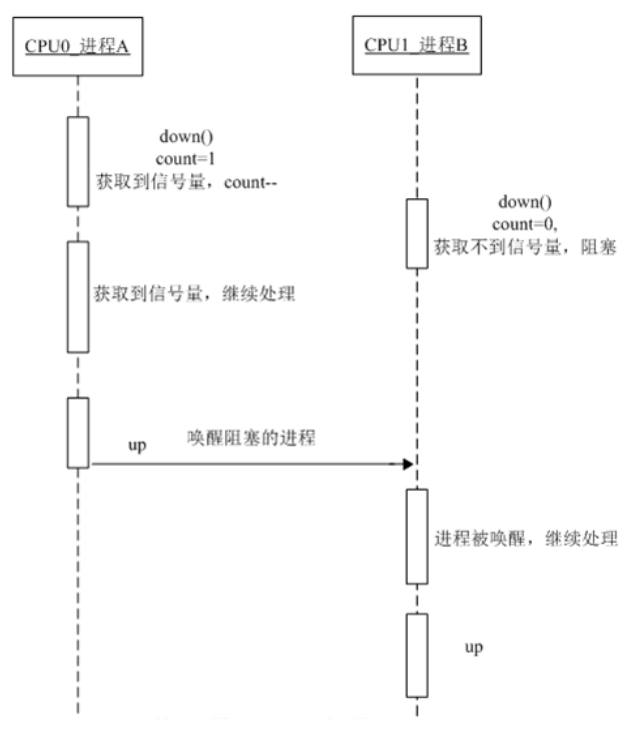 CPU0_进程A
CPU1_进程B
down()
count=1
获取到信号量，count--
down()
count=0,
获取不到信号量，阻塞
获取到信号量，继续处理
up
唤醒阻塞的进程
进程被唤醒，继续处理
up